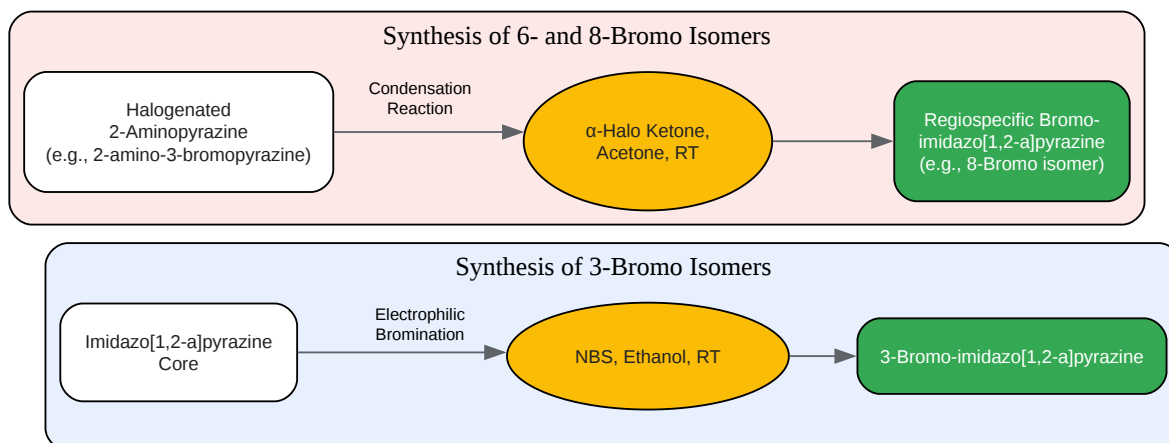 Synthesis of 6- and 8-Bromo Isomers
Halogenated
2-Aminopyrazine
(e.g., 2-amino-3-bromopyrazine)
Condensation
Reaction
α-Halo Ketone,
Acetone, RT
Regiospecific Bromo-
imidazo[1,2-a]pyrazine
(e.g., 8-Bromo isomer)
Synthesis of 3-Bromo Isomers
Imidazo[1,2-a]pyrazine
Core
Electrophilic
Bromination
NBS, Ethanol, RT
3-Bromo-imidazo[1,2-a]pyrazine